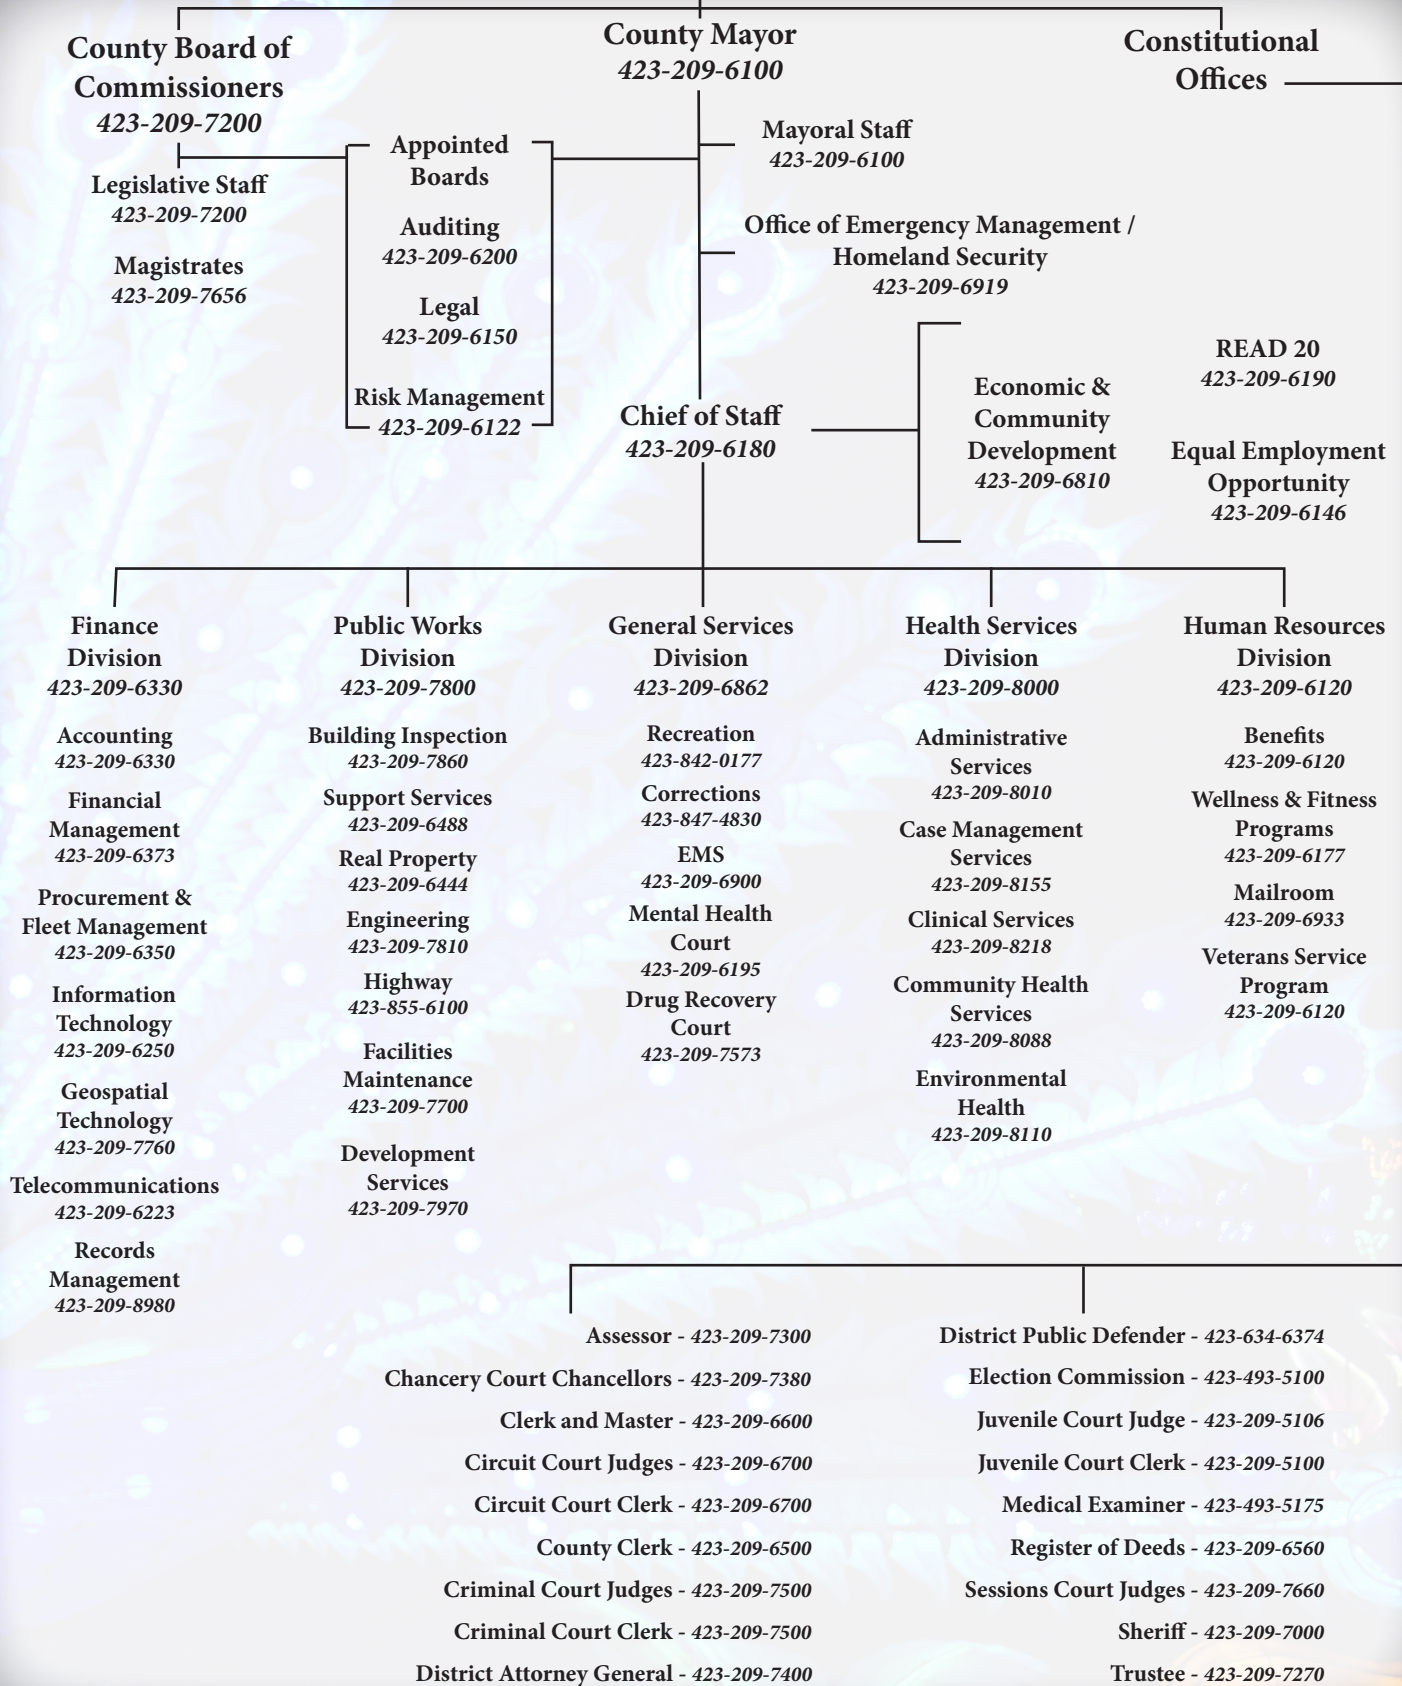 County Board of
Commissioners
423-209-7200
County Mayor
423-209-6100
Constitutional
Offices
Legislative Staff
423-209-7200
Magistrates
423-209-7656
Appointed
Boards
Auditing
423-209-6200
Legal
423-209-6150
Risk Management
423-209-6122
Mayoral Staff
423-209-6100
Office of Emergency Management /
Homeland Security
423-209-6919
Chief of Staff
423-209-6180
Economic &
Community
Development
423-209-6810
READ 20
423-209-6190
Equal Employment
Opportunity
423-209-6146
Finance
Division
423-209-6330
Accounting
423-209-6330
Financial
Management
423-209-6373
Procurement &
Fleet Management
423-209-6350
Information
Technology
423-209-6250
Geospatial
Technology
423-209-7760
Telecommunications
423-209-6223
Records
Management
423-209-8980
Public Works
Division
423-209-7800
Building Inspection
423-209-7860
Support Services
423-209-6488
Real Property
423-209-6444
Engineering
423-209-7810
Highway
423-855-6100
Facilities
Maintenance
423-209-7700
Development
Services
423-209-7970
General Services
Division
423-209-6862
Recreation
423-842-0177
Corrections
423-847-4830
EMS
423-209-6900
Mental Health
Court
423-209-6195
Drug Recovery
Court
423-209-7573
Health Services
Division
423-209-8000
Administrative
Services
423-209-8010
Case Management
Services
423-209-8155
Clinical Services
423-209-8218
Community Health
Services
423-209-8088
Environmental
Health
423-209-8110
Human Resources
Division
423-209-6120
Benefits
423-209-6120
Wellness & Fitness
Programs
423-209-6177
Mailroom
423-209-6933
Veterans Service
Program
423-209-6120
Assessor - 423-209-7300
Chancery Court Chancellors - 423-209-7380
Clerk and Master - 423-209-6600
Circuit Court Judges - 423-209-6700
Circuit Court Clerk - 423-209-6700
County Clerk - 423-209-6500
Criminal Court Judges - 423-209-7500
Criminal Court Clerk - 423-209-7500
District Attorney General - 423-209-7400
District Public Defender - 423-634-6374
Election Commission - 423-493-5100
Juvenile Court Judge - 423-209-5106
Juvenile Court Clerk - 423-209-5100
Medical Examiner - 423-493-5175
Register of Deeds - 423-209-6560
Sessions Court Judges - 423-209-7660
Sheriff - 423-209-7000
Trustee - 423-209-7270